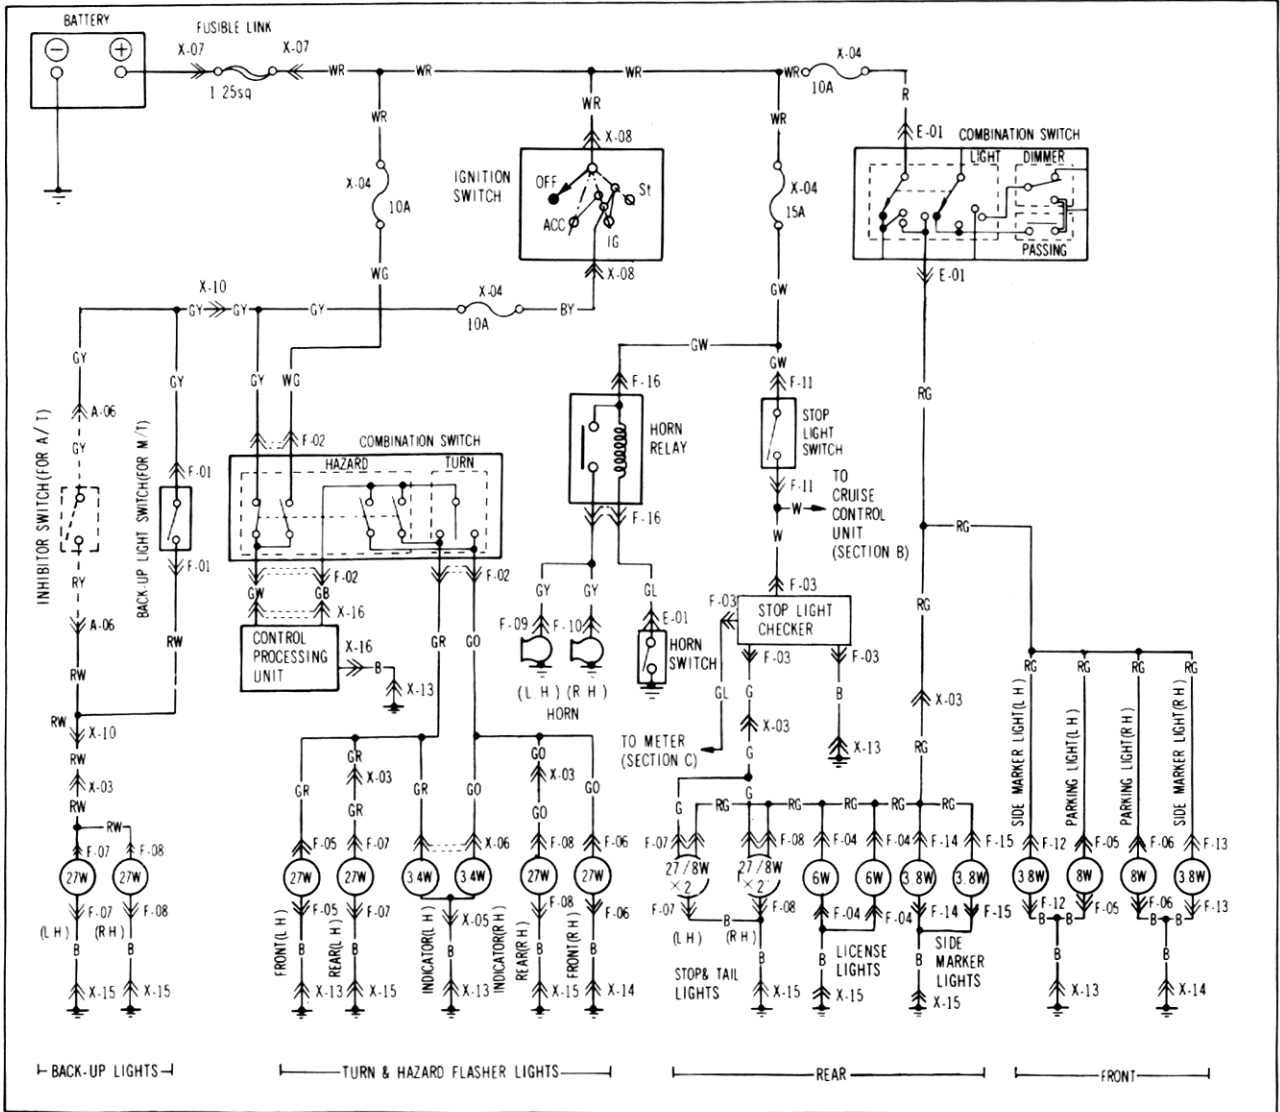 BATTERY
FUSIBLE LINK
X-07
X-07
X-04
WR
WR
WR
WR
1.25sq
10A
R
WR
WR
WR
X-08
E-01
COMBINATION SWITCH
LIGHT
DIMMER
IGNITION
SWITCH
OFF
St
ACC
IG
X-04
10A
X-04
15A
PASSING
WG
X-08
E-01
X-10
X-04
GY
GY
GY
BY
10A
GW
GW
GW
GY
GY
GY
WG
F-16
F-11
RG
A-06
STOP
LIGHT
SWITCH
HORN
RELAY
GY
F-02
COMBINATION SWITCH
HAZARD
TURN
F-01
INHIBITOR SWITCH(FOR A/T)
BACK-UP LIGHT SWITCH(FOR M/T)
F-11
TO
CRUISE
CONTROL
UNIT
(SECTION B)
W
W
F-16
RG
F-01
F-02
F-02
RY
GW
GB
GY
GY
GL
F-03
F-03
RG
X-16
A-06
F-09
F-10
E-01
STOP LIGHT
CHECKER
CONTROL
PROCESSING
UNIT
X-16
B
X-13
GR
GO
RW
HORN
SWITCH
F-03
F-03
RG
RG
RG
RG
RW
(L.H)
(RH)
HORN
GL
G
B
X-03
RW
X-10
TO METER
(SECTION C)
X-03
X-13
RG
RW
GR
GO
G
X-03
X-03
X-03
SIDE MARKER LIGHT(LH)
PARKING LIGHT(LH)
PARKING LIGHT(RH)
SIDE MARKER LIGHT(RH)
RW
GR
GR
GR
GO
GO
GO
G
G
RG
RG
RG
RG
RW
F-07
F-08
F-05
F-07
X-06
F-08
F-06
F-07
F-08
F-04
F-04
F-14
F-15
F-12
F-05
F-06
F-13
27W
27W
27W
27W
3.4W
3.4W
27W
27W
27/8W
×2
27/8W
×2
6W
6W
3.8W
3.8W
3.8W
8W
8W
3.8W
F-07
F-08
F-05
F-07
X-05
F-08
F-06
F-07
F-08
F-04
F-04
F-14
F-15
F-12
F-05
F-06
F-13
B
B
B
B
B
(LH)
(RH)
(LH)
(RH)
B
B
FRONT(LH)
B
REAR(LH)
B
INDICATOR(LH)
B
INDICATOR(RH)
REAR(RH)
B
FRONT(RH)
B
B
B
LICENSE
LIGHTS
B
SIDE
MARKER
LIGHTS
B
B
STOP& TAIL
LIGHTS
X-15
X-15
X-13
X-15
X-13
X-15
X-14
X-15
X-15
X-15
X-13
X-14
BACK-UP LIGHTS
TURN & HAZARD FLASHER LIGHTS
REAR
FRONT